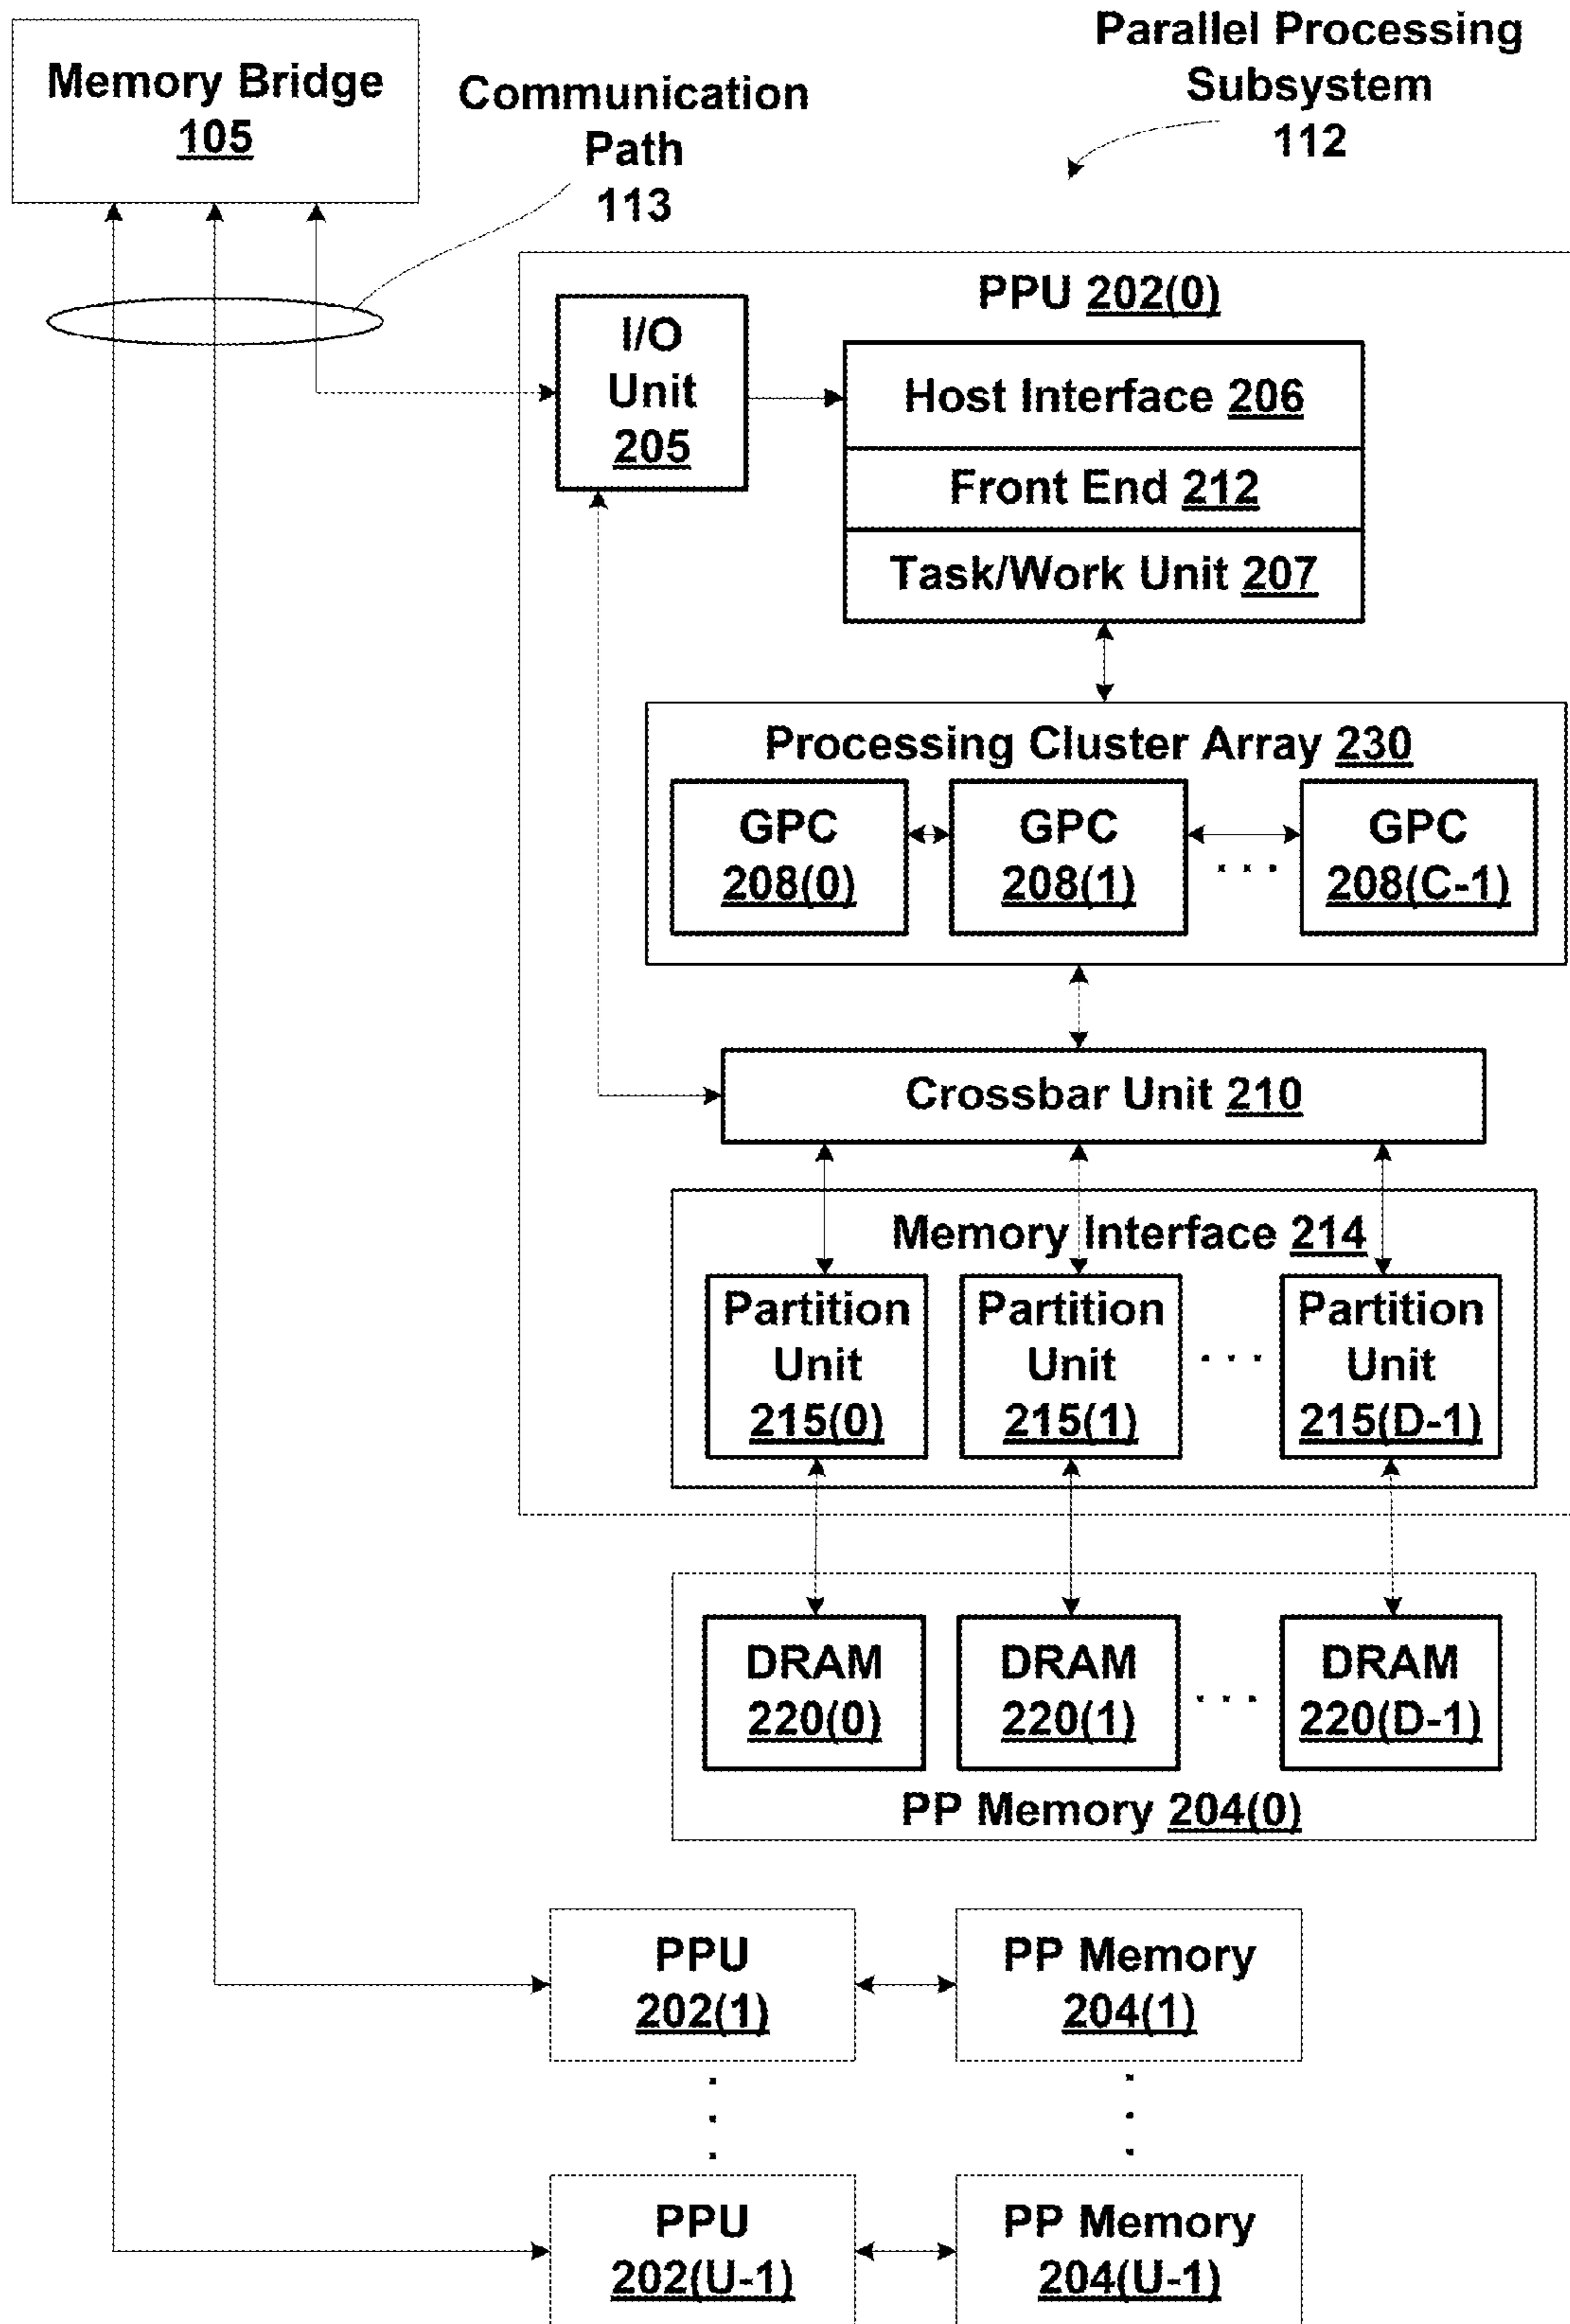 Memory Bridge
105
Communication
Path
113
Parallel Processing
Subsystem
112
PPU 202(0)
I/O
Unit
205
Host Interface 206
Front End 212
Task/Work Unit 207
Processing Cluster Array 230
GPC
208(0)
GPC
208(1)
. . .
GPC
208(C-1)
Crossbar Unit 210
Memory Interface 214
Partition
Unit
215(0)
Partition
Unit
215(1)
. . .
Partition
Unit
215(D-1)
DRAM
220(0)
DRAM
220(1)
. . .
DRAM
220(D-1)
PP Memory 204(0)
PPU
202(1)
PP Memory
204(1)
PPU
202(U-1)
PP Memory
204(U-1)